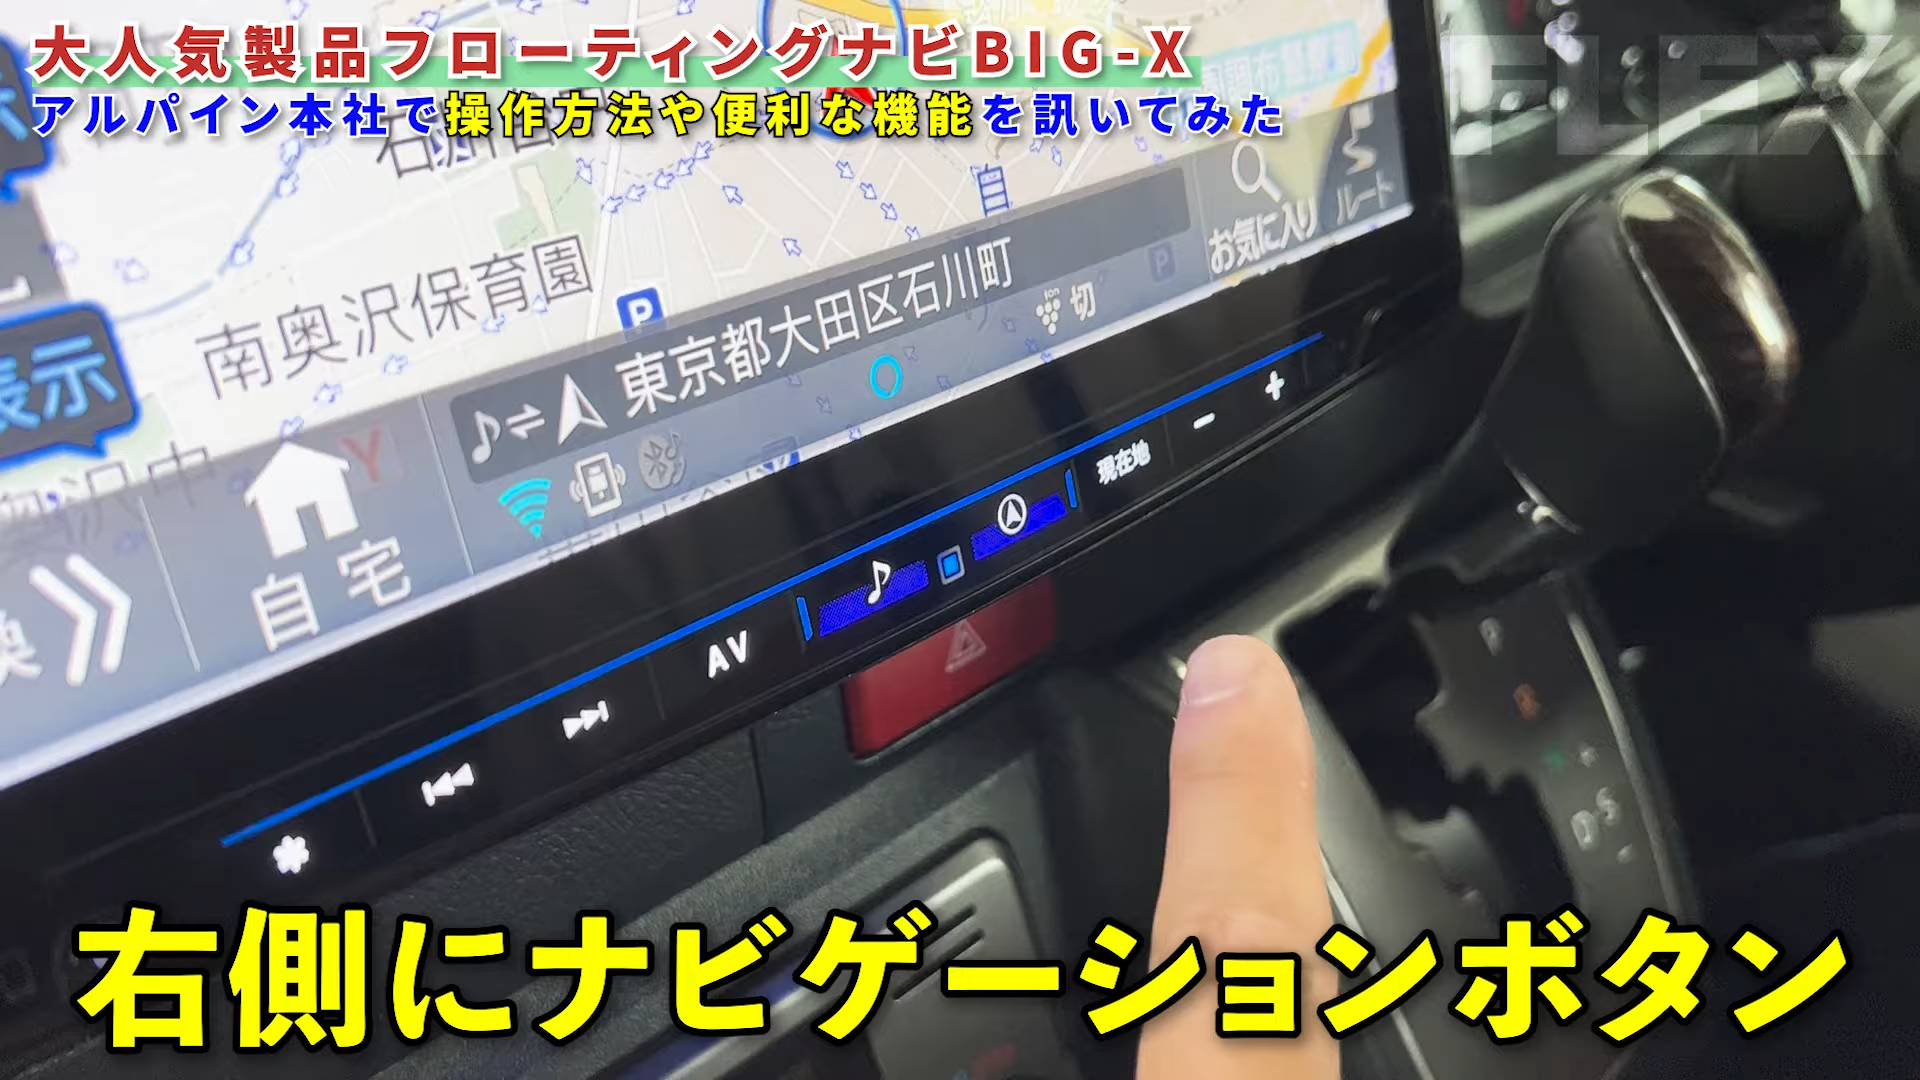 大人気製品フローティングナビBIG-X
アルパイン本社で操作方法や便利な機能を訊いてみた
FLEX
お気に入り
ルート
南奥沢保育園
P
P
東京都大田区石川町
切
表示
自宅
現在地
− +
AV
P
R
D S
右側にナビゲーションボタン